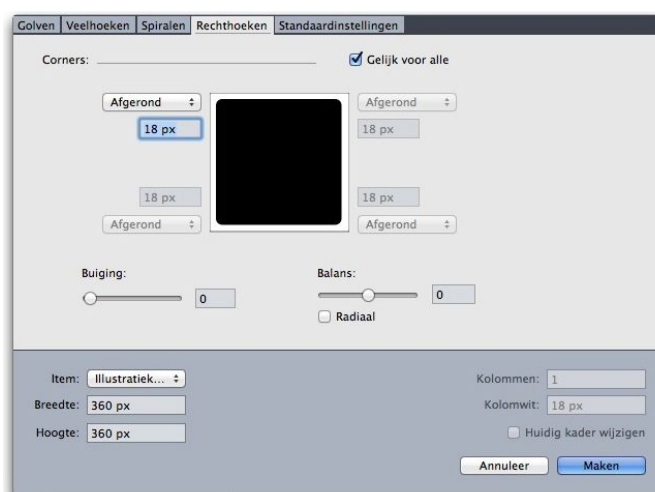 Golven Veelhoeken Spiralen Rechthoeken Standaardinstellingen
Corners: Gelijk voor alle
Afgerond Afgerond
18 px 18 px
18 px 18 px
Afgerond Afgerond
Buiging: Balans:
0 0
Radiaal
Item: Illustratiek... Kolommen: 1
Breedte: 360 px Kolomwit: 18 px
Hoogte: 360 px Huidig kader wijzigen
Annuleer Maken